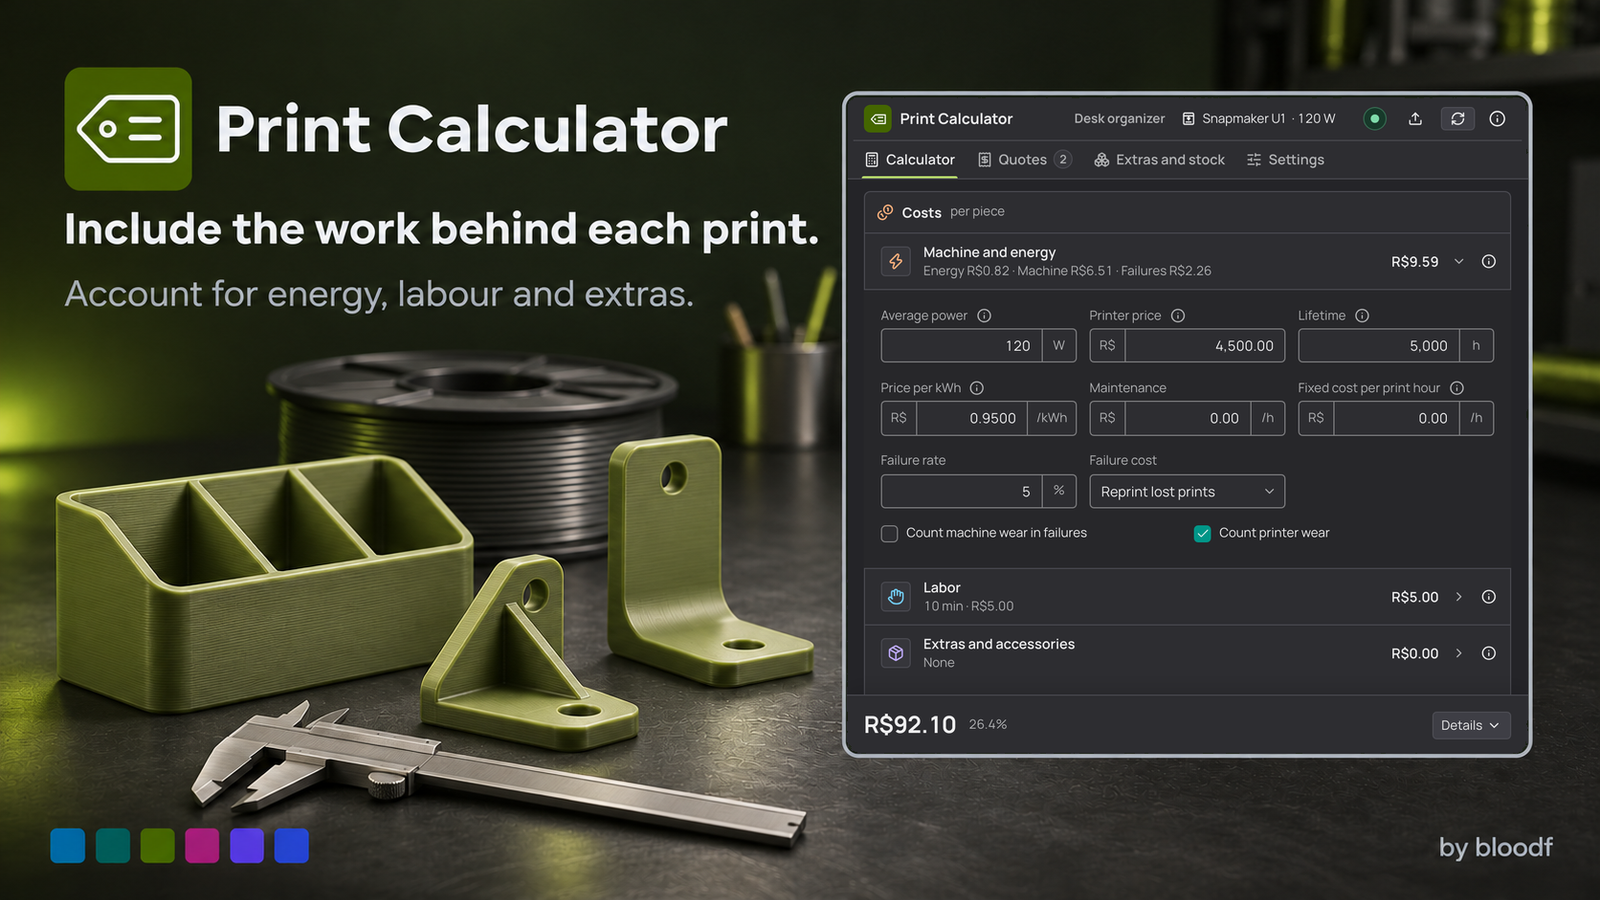 Print Calculator
Include the work behind each print.
Account for energy, labour and extras.
Print Calculator
Desk organizer
Snapmaker U1 · 120 W
Calculator
Quotes 2
Extras and stock
Settings
Costs per piece
Machine and energy
Energy R$0.82 · Machine R$6.51 · Failures R$2.26
R$9.59
Average power
Printer price
Lifetime
120 W
R$ 4,500.00
5,000 h
Price per kWh
Maintenance
Fixed cost per print hour
R$ 0.9500 /kWh
R$ 0.00 /h
R$ 0.00 /h
Failure rate
Failure cost
5 %
Reprint lost prints
Count machine wear in failures
Count printer wear
Labor
10 min · R$5.00
R$5.00
Extras and accessories
None
R$0.00
R$92.10 26.4%
Details
by bloodf